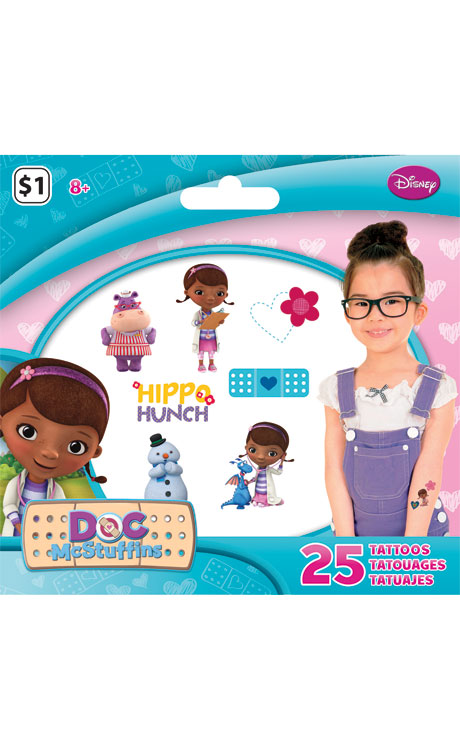 $1
8+
Disney
HIPPO
HUNCH
DOC
McStuffins
25
TATTOOS
TATOUAGES
TATUAJES